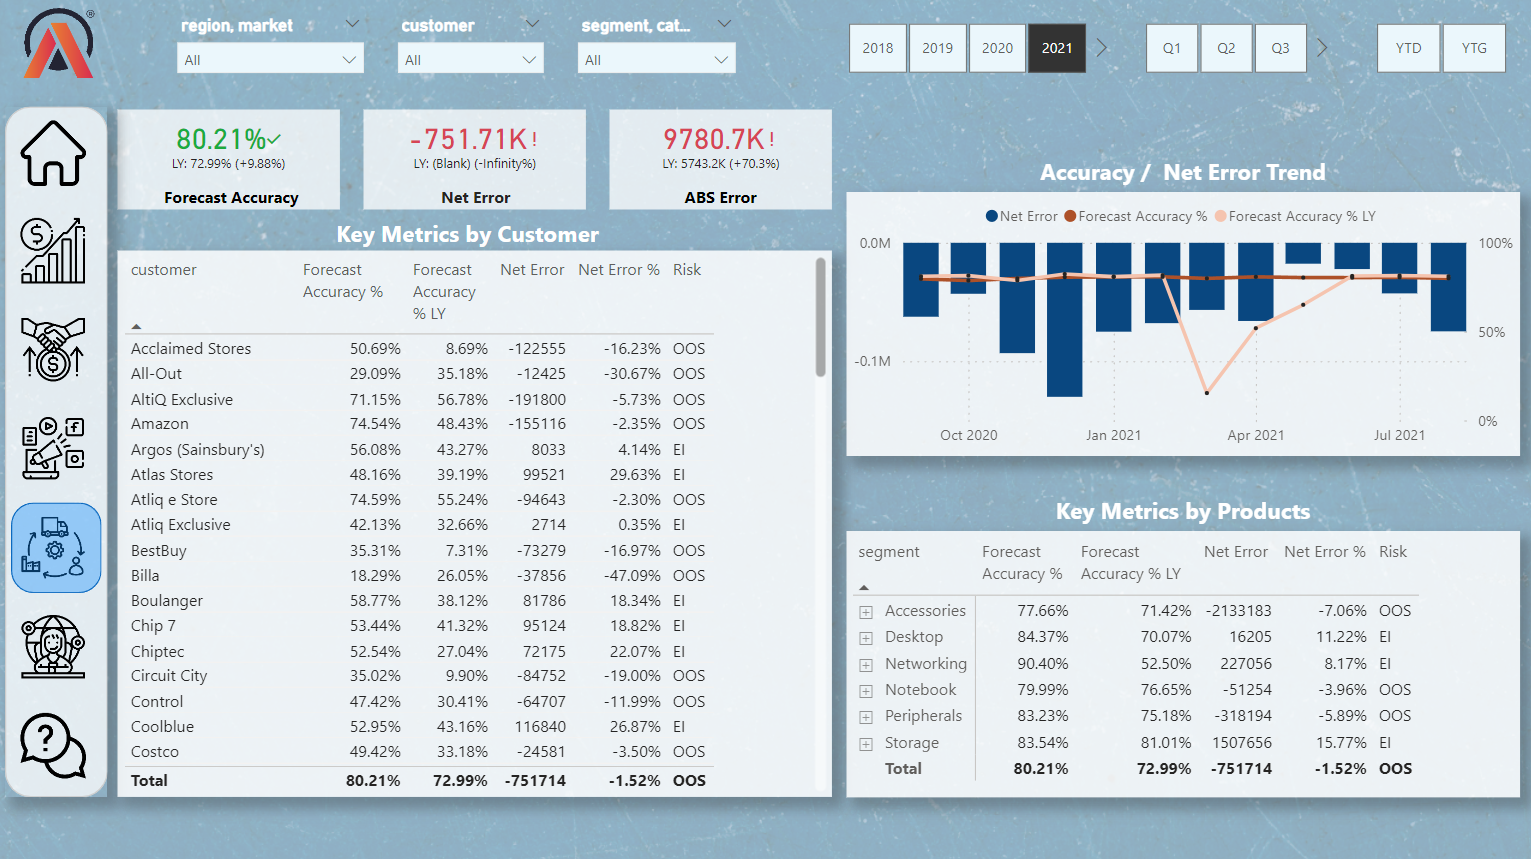 ®
region, market
customer
segment, cat...
All
All
All
2018 2019 2020 2021
Q1 Q2 Q3
YTD YTG
80.21%
LY: 72.99% (+9.88%)
Forecast Accuracy
-751.71K!
LY: (Blank) (-Infinity%)
Net Error
9780.7K!
LY: 5743.2K (+70.3%)
ABS Error
Key Metrics by Customer
customer Forecast Accuracy % Forecast Accuracy % LY Net Error Net Error % Risk
Acclaimed Stores 50.69% 8.69% -122555 -16.23% OOS
All-Out 29.09% 35.18% -12425 -30.67% OOS
AltiQ Exclusive 71.15% 56.78% -191800 -5.73% OOS
Amazon 74.54% 48.43% -155116 -2.35% OOS
Argos (Sainsbury's) 56.08% 43.27% 8033 4.14% EI
Atlas Stores 48.16% 39.19% 99521 29.63% EI
Atliq e Store 74.59% 55.24% -94643 -2.30% OOS
Atliq Exclusive 42.13% 32.66% 2714 0.35% EI
BestBuy 35.31% 7.31% -73279 -16.97% OOS
Billa 18.29% 26.05% -37856 -47.09% OOS
Boulanger 58.77% 38.12% 81786 18.34% EI
Chip 7 53.44% 41.32% 95124 18.82% EI
Chiptec 52.54% 27.04% 72175 22.07% EI
Circuit City 35.02% 9.90% -84752 -19.00% OOS
Control 47.42% 30.41% -64707 -11.99% OOS
Coolblue 52.95% 43.16% 116840 26.87% EI
Costco 49.42% 33.18% -24581 -3.50% OOS
Total 80.21% 72.99% -751714 -1.52% OOS
Accuracy / Net Error Trend
Net Error Forecast Accuracy % Forecast Accuracy % LY
0.0M 100%
50%
-0.1M
0%
Oct 2020 Jan 2021 Apr 2021 Jul 2021
Key Metrics by Products
segment Forecast Accuracy % Forecast Accuracy % LY Net Error Net Error % Risk
Accessories 77.66% 71.42% -2133183 -7.06% OOS
Desktop 84.37% 70.07% 16205 11.22% EI
Networking 90.40% 52.50% 227056 8.17% EI
Notebook 79.99% 76.65% -51254 -3.96% OOS
Peripherals 83.23% 75.18% -318194 -5.89% OOS
Storage 83.54% 81.01% 1507656 15.77% EI
Total 80.21% 72.99% -751714 -1.52% OOS